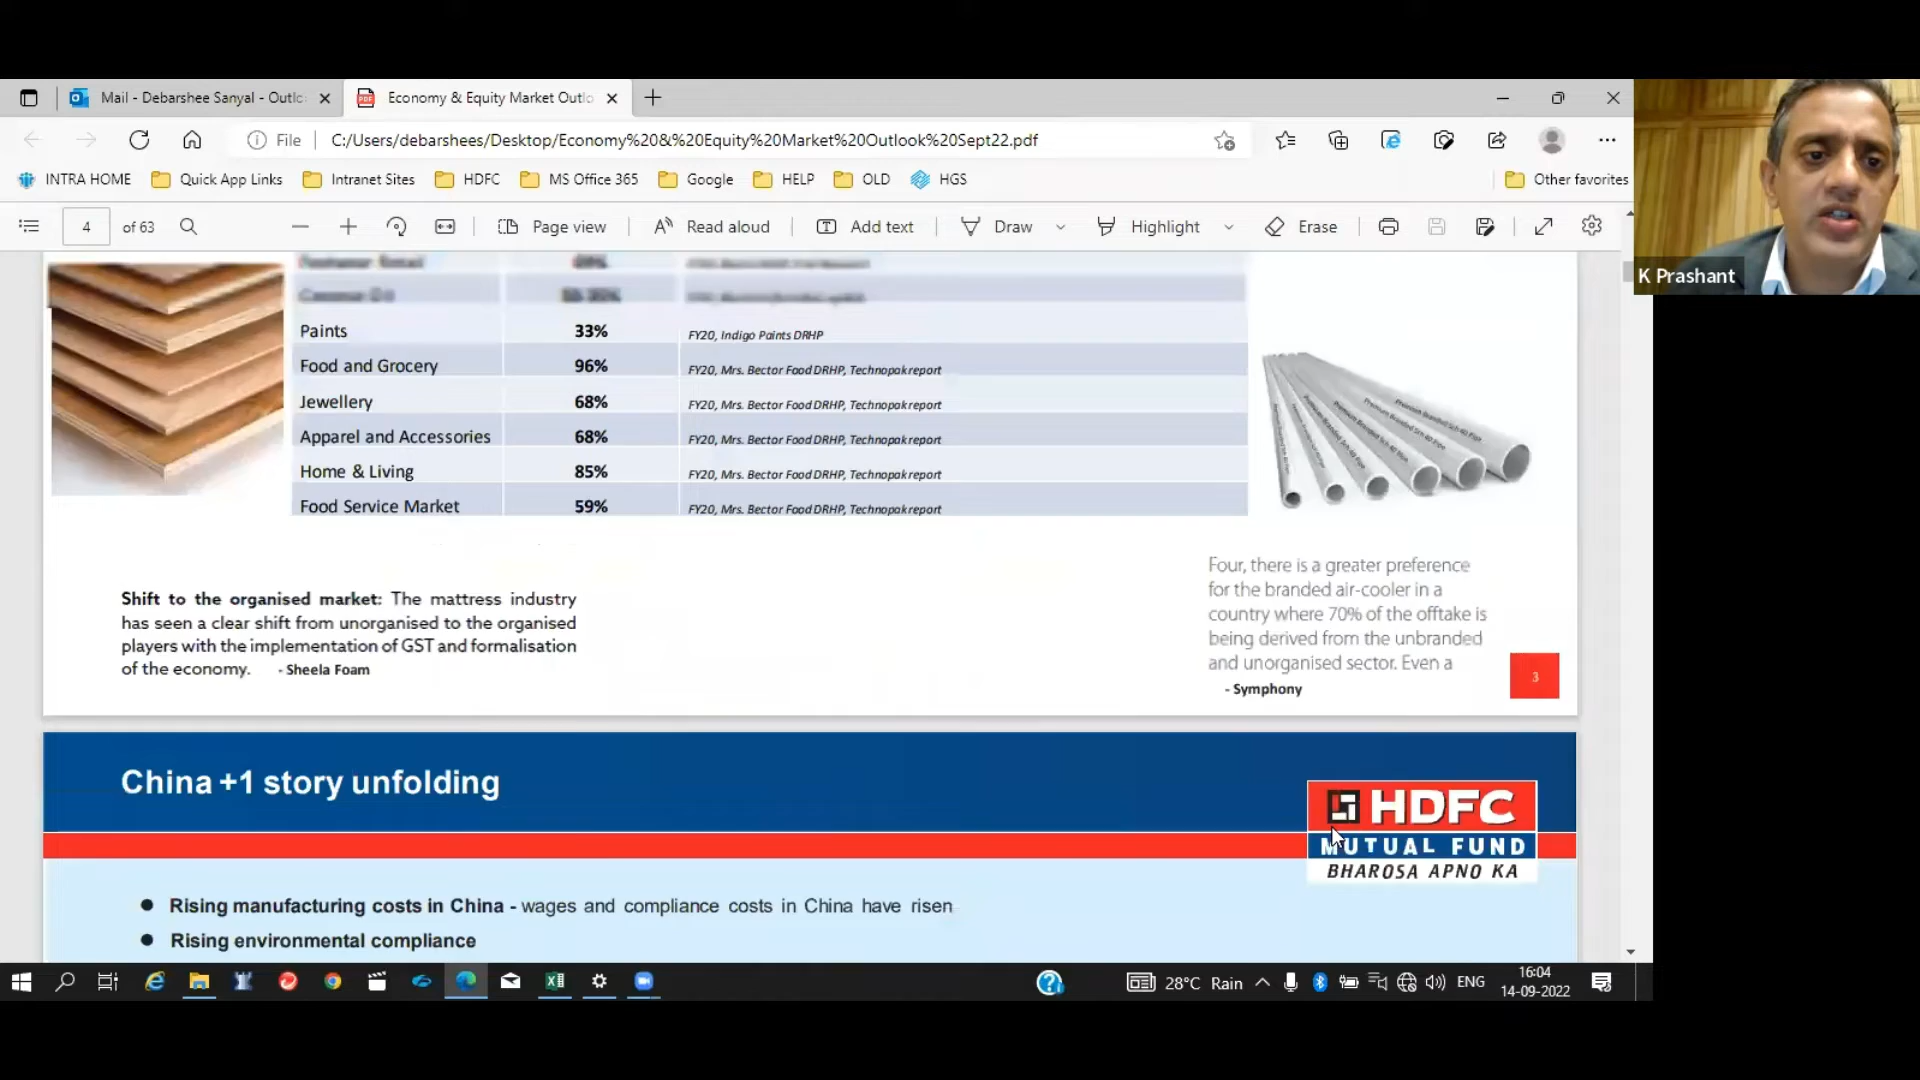 Mail - Debarshee Sanyal - Outlo
Economy & Equity Market Outlo
File
C:/Users/debarshees/Desktop/Economy%20&%20Equity%20Market%20Outlook%20Sept22.pdf
INTRA HOME
Quick App Links
Intranet Sites
HDFC
MS Office 365
Google
HELP
OLD
HGS
Other favorites
4 of 63
Page view
Read aloud
Add text
Draw
Highlight
Erase
K Prashant
Paints 33% FY20, Indigo Paints DRHP
Food and Grocery 96% FY20, Mrs. Bector Food DRHP, Technopak report
Jewellery 68% FY20, Mrs. Bector Food DRHP, Technopak report
Apparel and Accessories 68% FY20, Mrs. Bector Food DRHP, Technopak report
Home & Living 85% FY20, Mrs. Bector Food DRHP, Technopak report
Food Service Market 59% FY20, Mrs. Bector Food DRHP, Technopak report
Shift to the organised market: The mattress industry
has seen a clear shift from unorganised to the organised
players with the implementation of GST and formalisation
of the economy. - Sheela Foam
Four, there is a greater preference
for the branded air-cooler in a
country where 70% of the offtake is
being derived from the unbranded
and unorganised sector. Even a
- Symphony
3
China +1 story unfolding
HDFC
MUTUAL FUND
BHAROSA APNO KA
● Rising manufacturing costs in China - wages and compliance costs in China have risen
● Rising environmental compliance
28°C Rain
ENG
16:04
14-09-2022